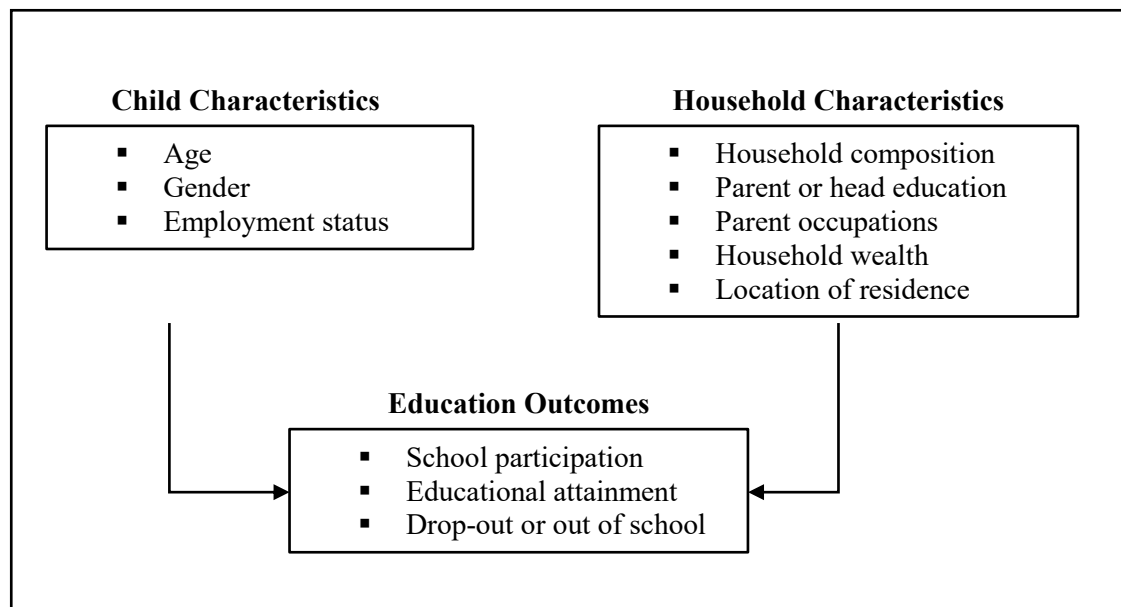 Child Characteristics
▪ Age
▪ Gender
▪ Employment status
Household Characteristics
▪ Household composition
▪ Parent or head education
▪ Parent occupations
▪ Household wealth
▪ Location of residence
Education Outcomes
▪ School participation
▪ Educational attainment
▪ Drop-out or out of school